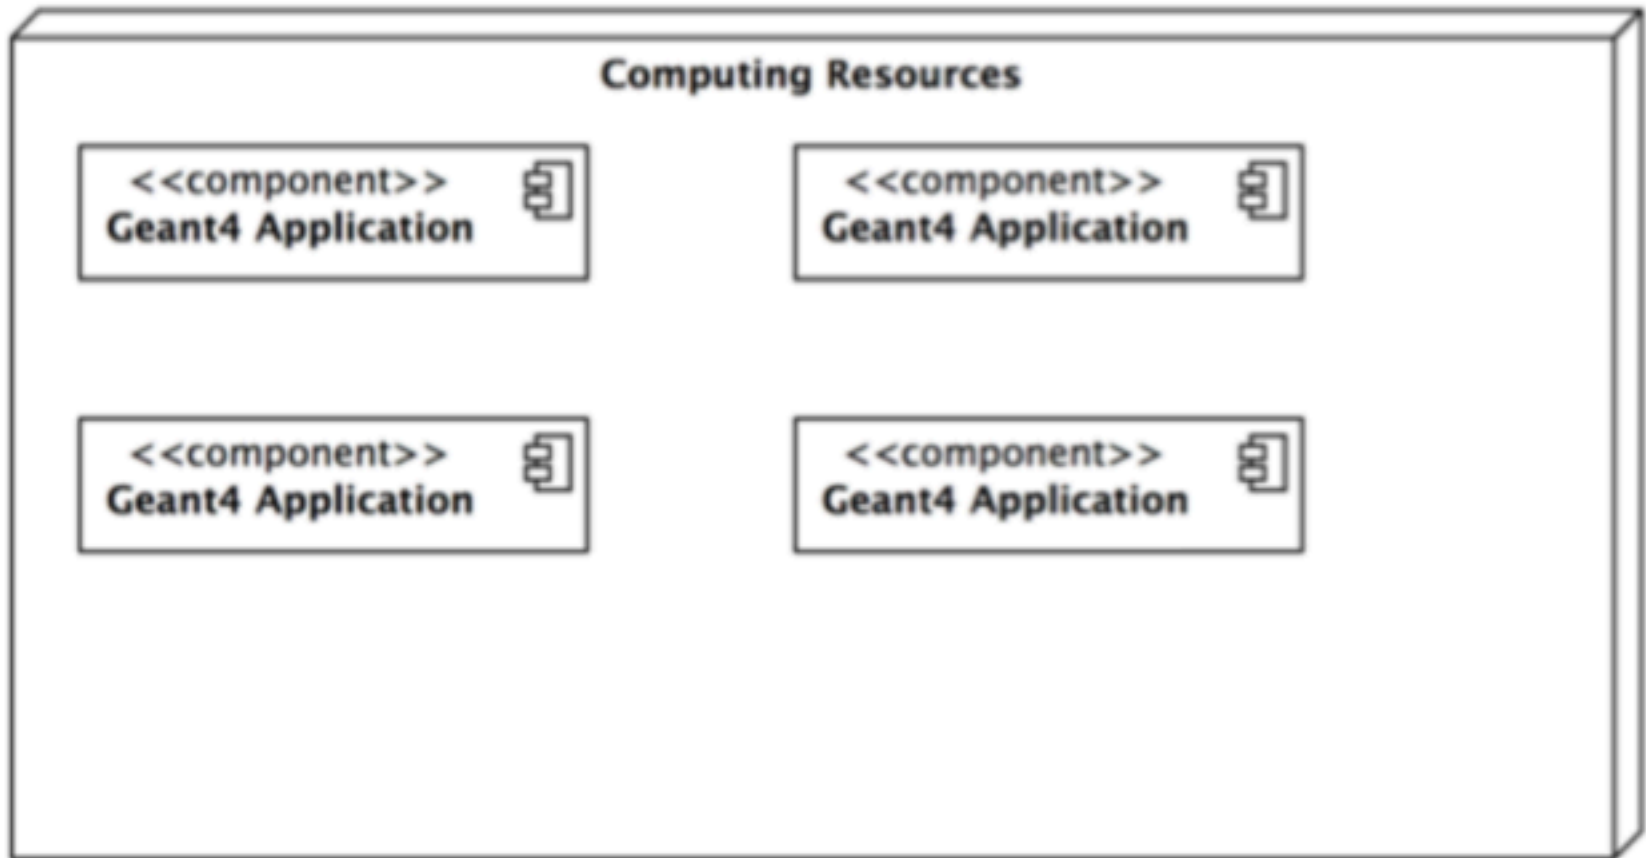 Computing Resources
<<component>>
Geant4 Application
<<component>>
Geant4 Application
<<component>>
Geant4 Application
<<component>>
Geant4 Application